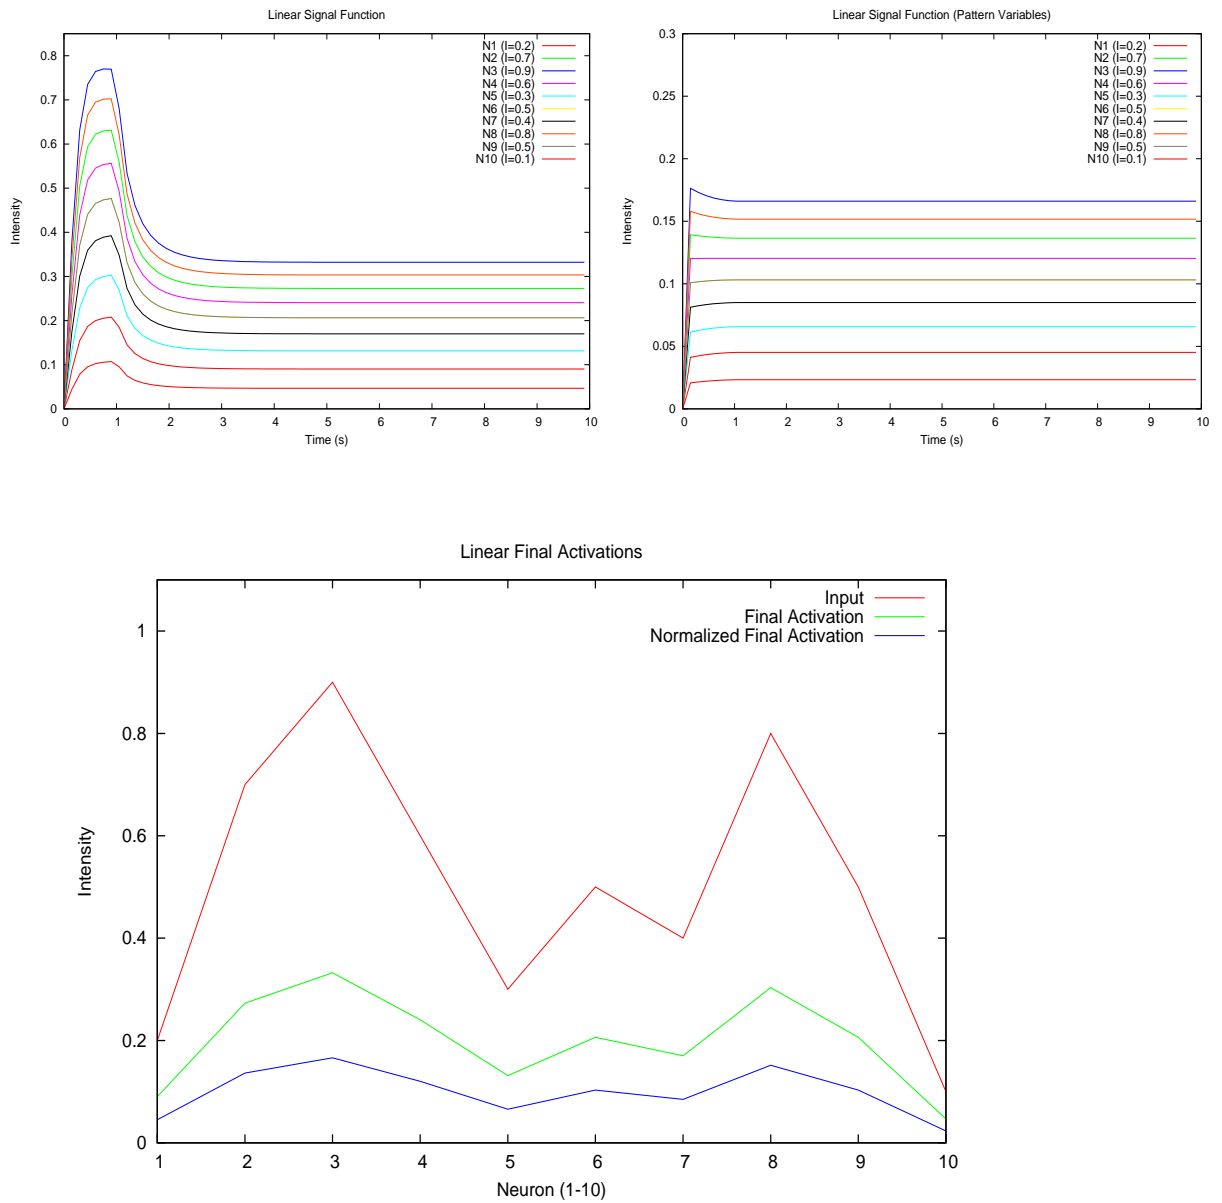 Linear Signal Function
N1 (I=0.2)
N2 (I=0.7)
N3 (I=0.9)
N4 (I=0.6)
N5 (I=0.3)
N6 (I=0.5)
N7 (I=0.4)
N8 (I=0.8)
N9 (I=0.5)
N10 (I=0.1)
0.8
0.7
0.6
0.5
0.4
0.3
0.2
0.1
0
Intensity
0 1 2 3 4 5 6 7 8 9 10
Time (s)
Linear Signal Function (Pattern Variables)
N1 (I=0.2)
N2 (I=0.7)
N3 (I=0.9)
N4 (I=0.6)
N5 (I=0.3)
N6 (I=0.5)
N7 (I=0.4)
N8 (I=0.8)
N9 (I=0.5)
N10 (I=0.1)
0.3
0.25
0.2
0.15
0.1
0.05
0
Intensity
0 1 2 3 4 5 6 7 8 9 10
Time (s)
Linear Final Activations
Input
Final Activation
Normalized Final Activation
1
0.8
0.6
0.4
0.2
0
Intensity
1 2 3 4 5 6 7 8 9 10
Neuron (1-10)